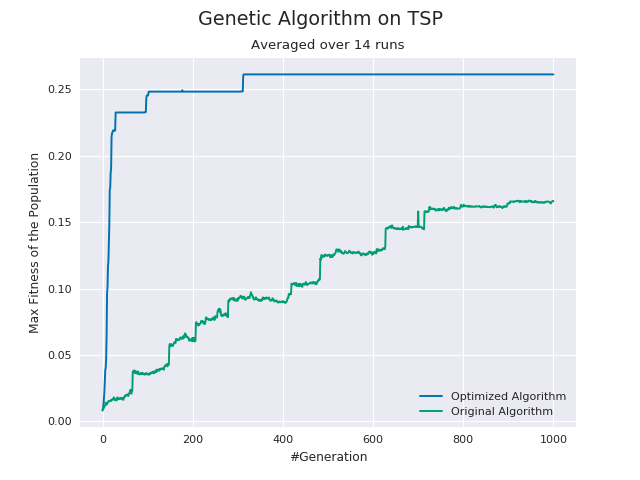 Genetic Algorithm on TSP
Averaged over 14 runs
Max Fitness of the Population
0.25
0.20
0.15
0.10
0.05
0.00
Optimized Algorithm
Original Algorithm
0 200 400 600 800 1000
#Generation